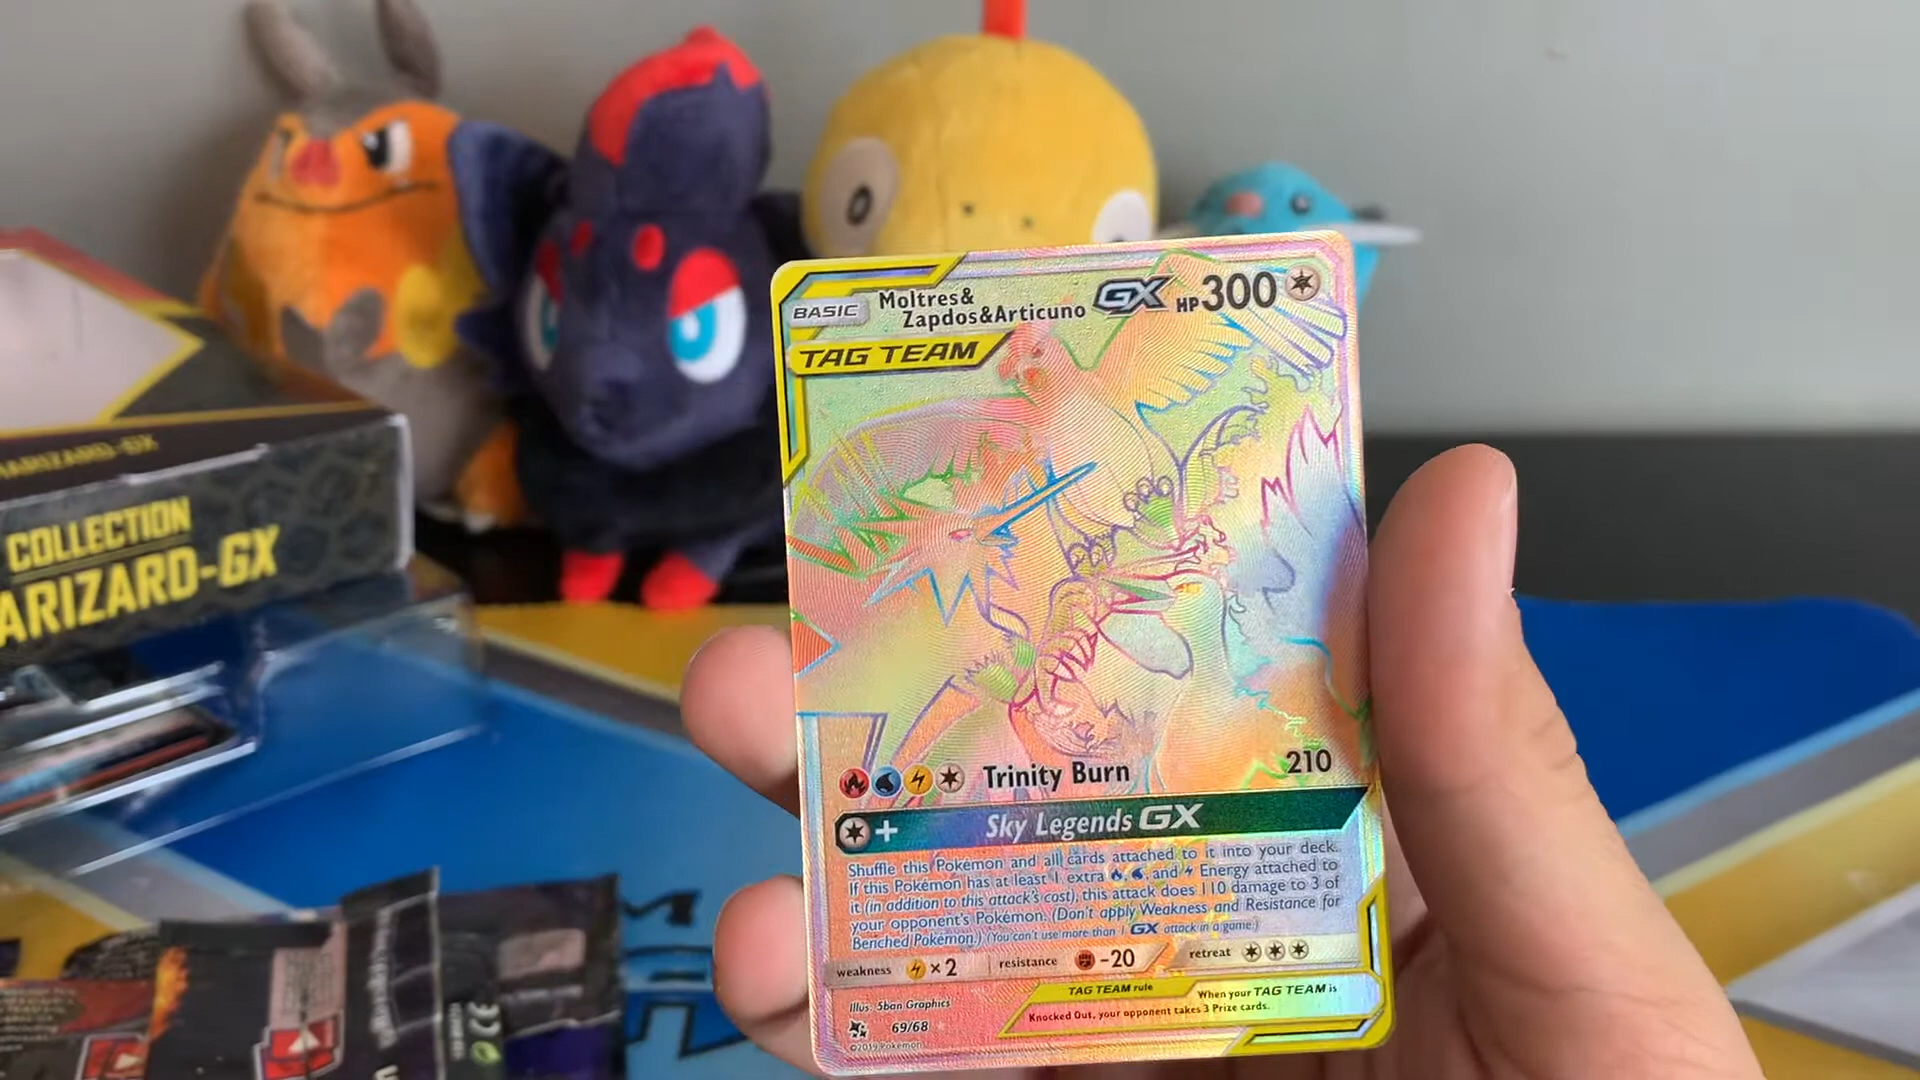 BASIC
Moltres&
Zapdos&Articuno GX HP300
TAG TEAM
ARIZARD-GX
COLLECTION
ARIZARD-GX
Trinity Burn 210
+ Sky Legends GX
Shuffle this Pokémon and all cards attached to it into your deck.
If this Pokémon has at least 1 extra , , and Energy attached to
it (in addition to this attack's cost), this attack does 110 damage to 3 of
your opponent's Pokémon. (Don't apply Weakness and Resistance for
Benched Pokémon.) (You can't use more than 1 GX attack in a game.)
weakness ×2 resistance -20 retreat
TAG TEAM rule When your TAG TEAM is
Knocked Out, your opponent takes 3 Prize cards.
Illus. 5ban Graphics
69/68
©2019 Pokémon